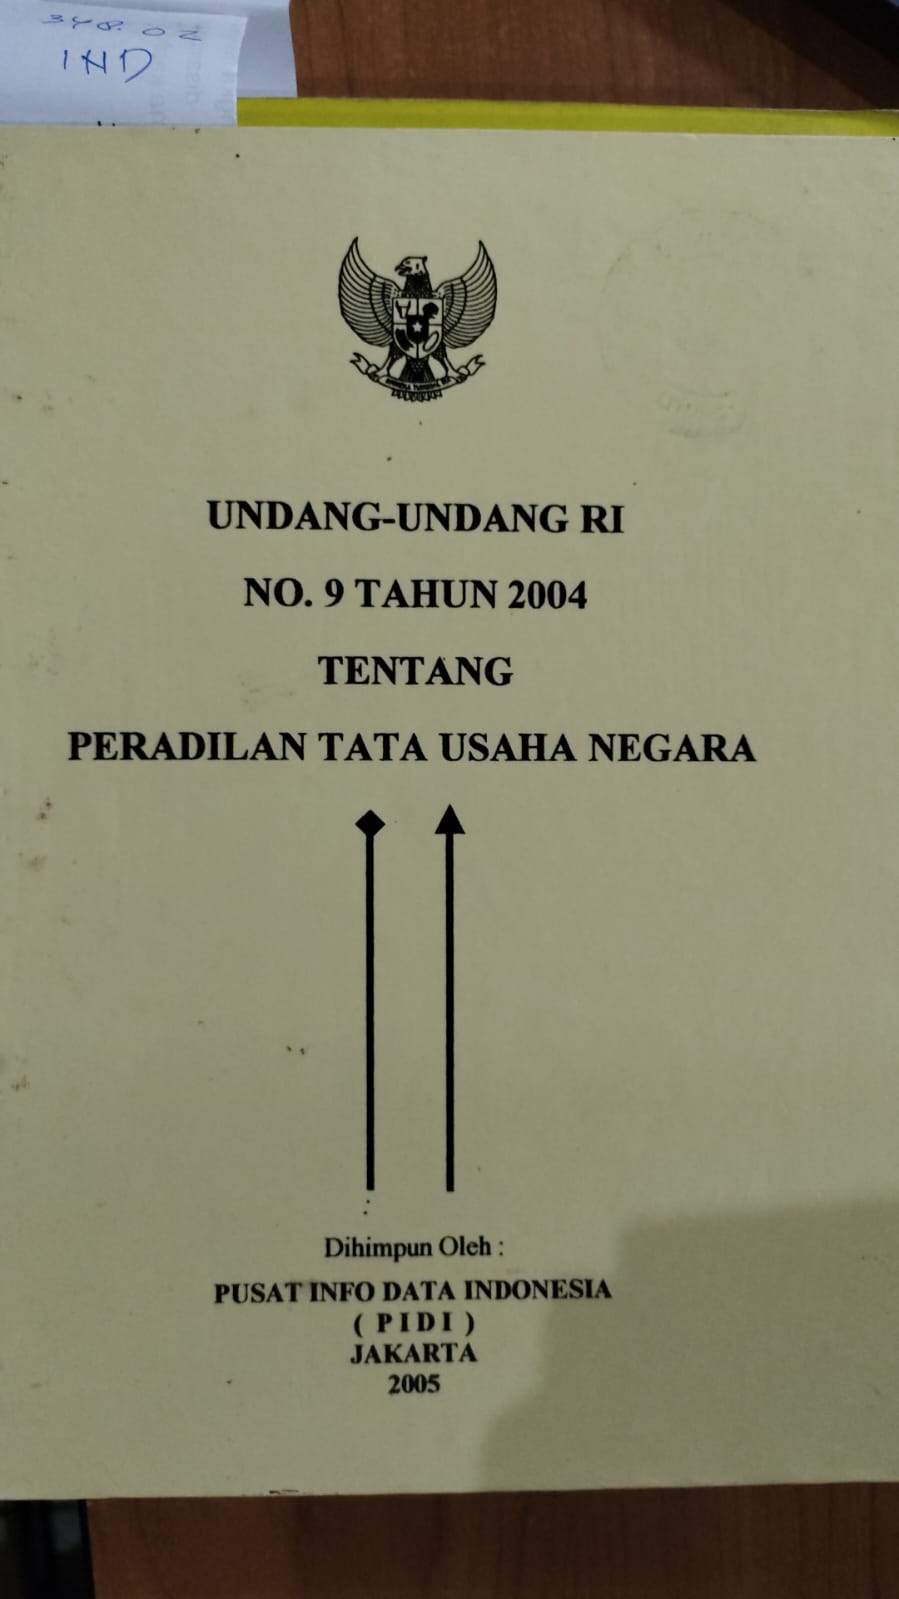 348.02
IND
UNDANG-UNDANG RI
NO. 9 TAHUN 2004
TENTANG
PERADILAN TATA USAHA NEGARA
Dihimpun Oleh :
PUSAT INFO DATA INDONESIA
( PIDI )
JAKARTA
2005